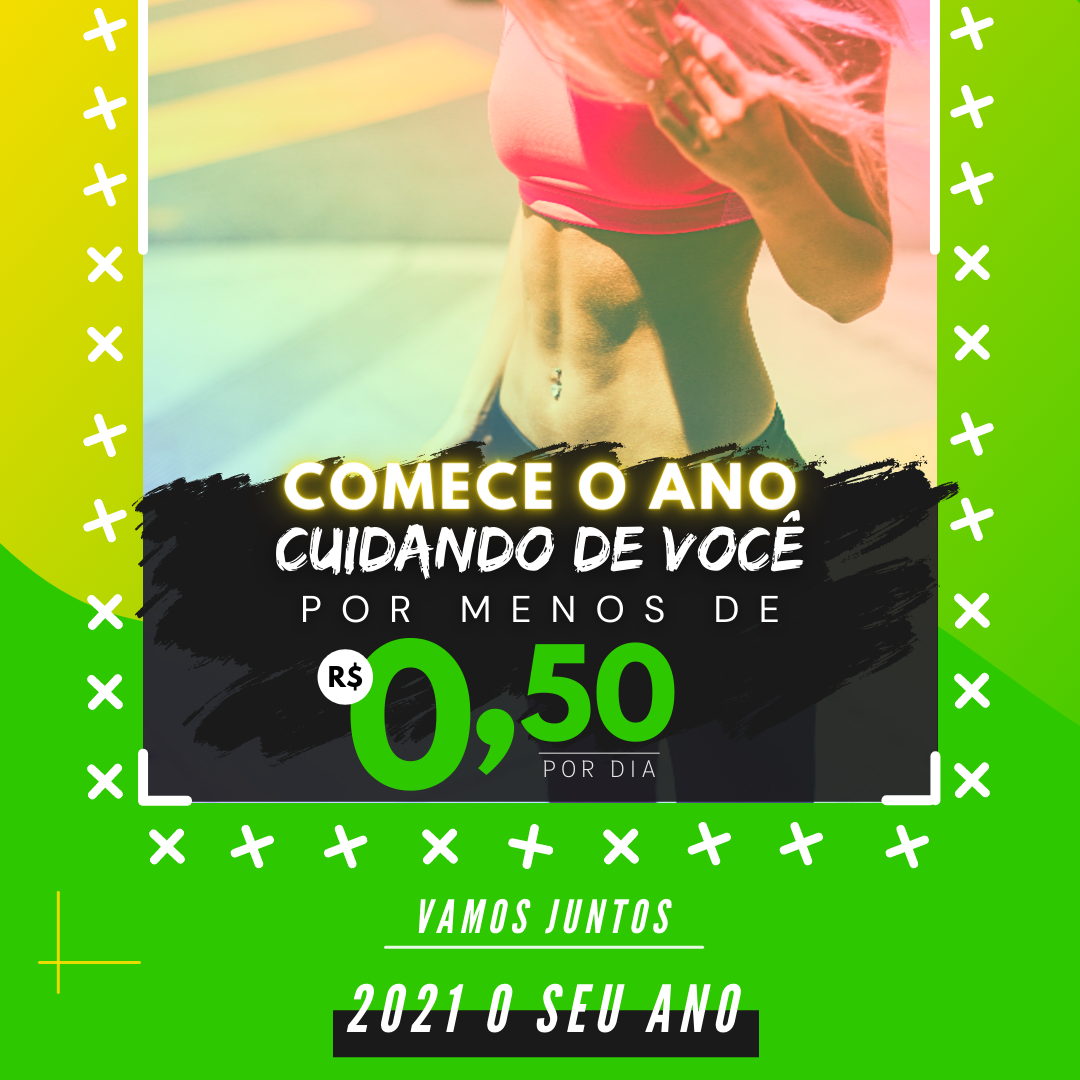 COMECE O ANO
CUIDANDO DE VOCÊ
POR MENOS DE
R$ 0,50
POR DIA
VAMOS JUNTOS
2021 O SEU ANO